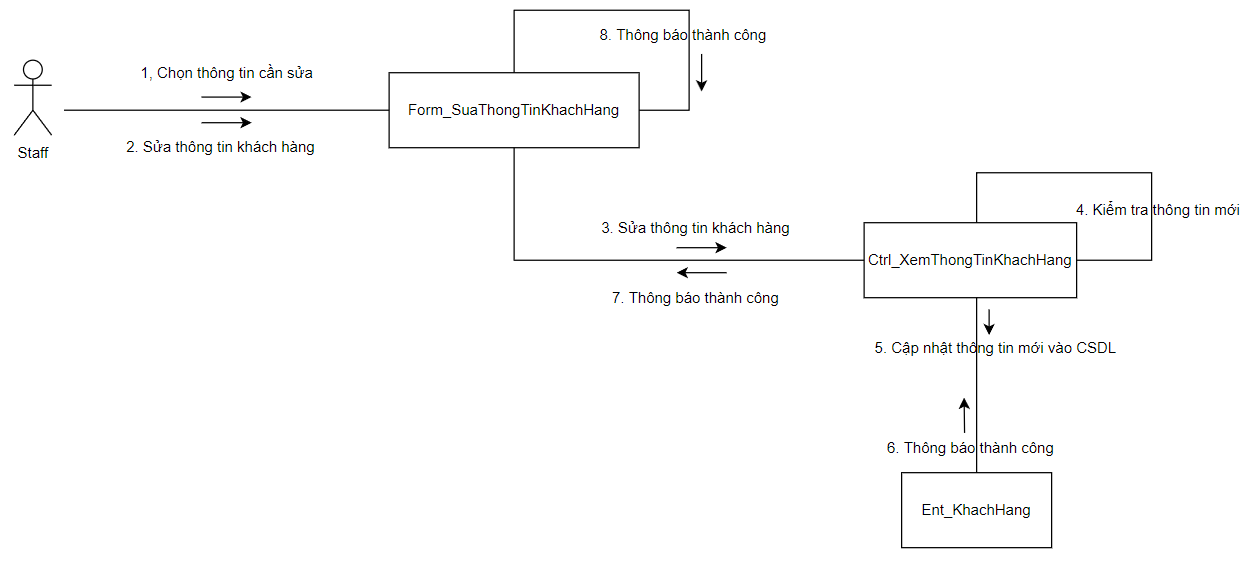 8. Thông báo thành công
1, Chọn thông tin cần sửa
Form_SuaThongTinKhachHang
2. Sửa thông tin khách hàng
Staff
4. Kiểm tra thông tin mới
3. Sửa thông tin khách hàng
Ctrl_XemThongTinKhachHang
7. Thông báo thành công
5. Cập nhật thông tin mới vào CSDL
6. Thông báo thành công
Ent_KhachHang